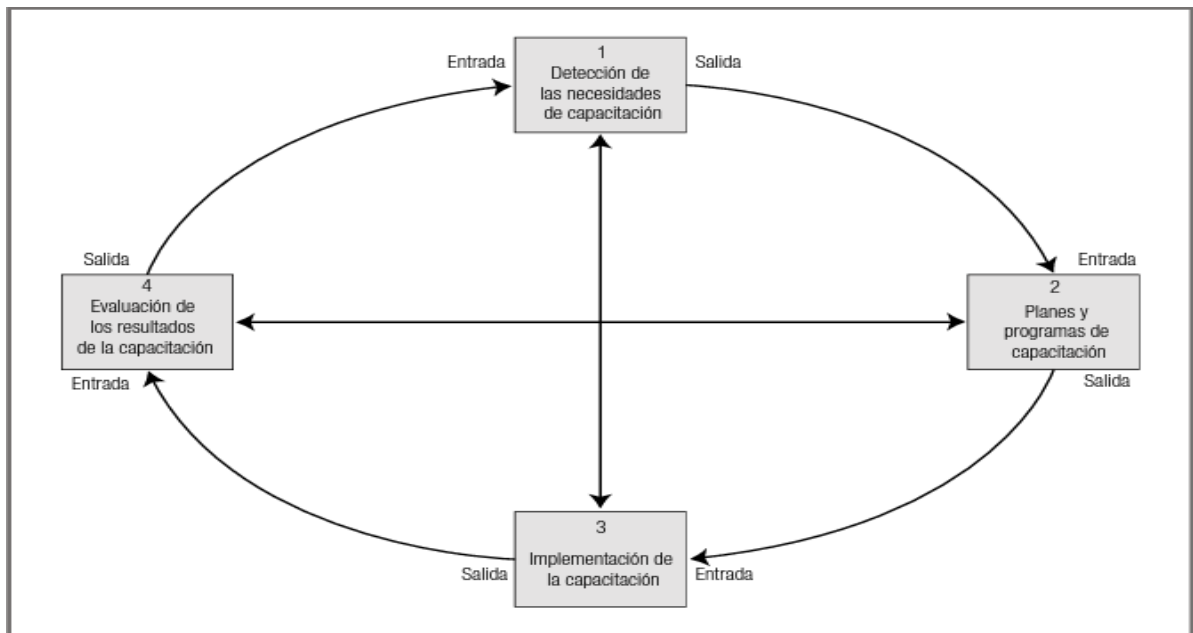 1
Detección de
las necesidades
de capacitación
Entrada
Salida
Salida
4
Evaluación de
los resultados
de la capacitación
Entrada
Entrada
2
Planes y
programas de
capacitación
Salida
3
Implementación de
la capacitación
Salida
Entrada